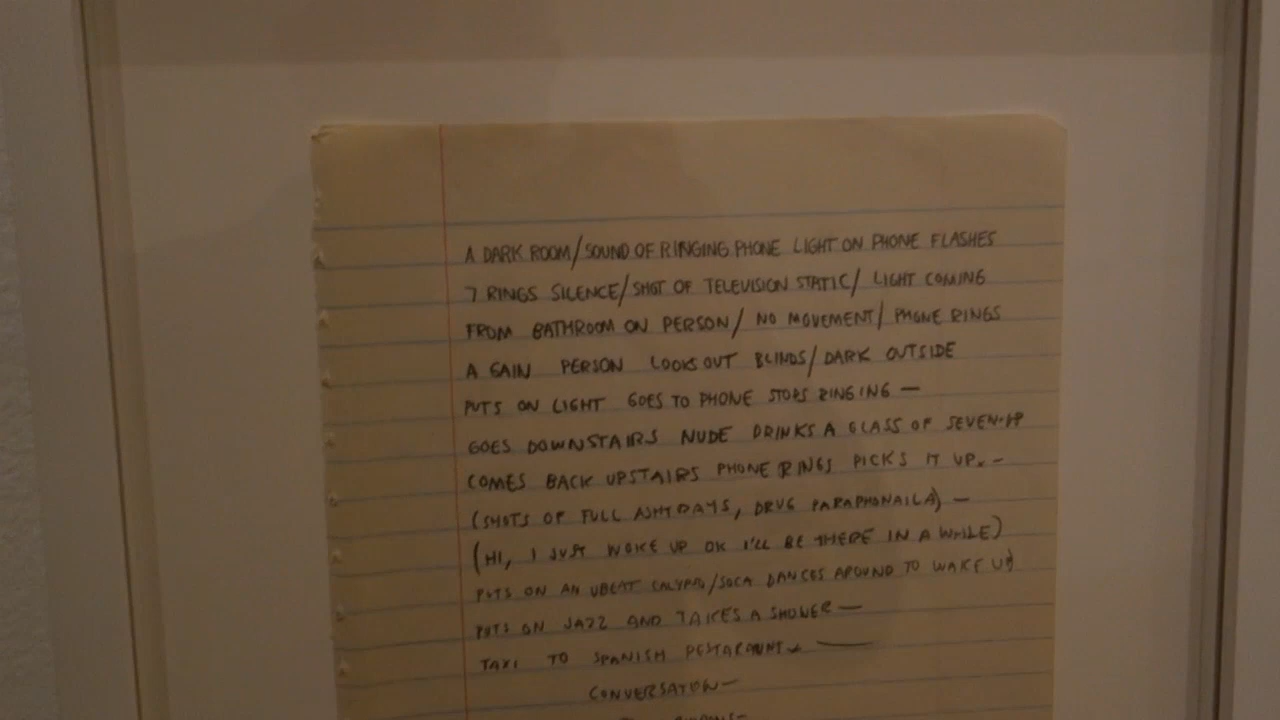 A DARK ROOM/SOUND OF RINGING PHONE LIGHT ON PHONE FLASHES
7 RINGS SILENCE/SHOT OF TELEVISION STATIC/ LIGHT COMING
FROM BATHROOM ON PERSON/ NO MOVEMENT/ PHONE RINGS
A GAIN PERSON LOOKS OUT BLINDS/DARK OUTSIDE
PUTS ON LIGHT GOES TO PHONE STOPS RINGING —
GOES DOWNSTAIRS NUDE DRINKS A GLASS OF SEVEN-UP
COMES BACK UPSTAIRS PHONE RINGS PICKS IT UP. –
(SHOTS OF FULL ASHTRAYS, DRUG PARAPHONAILA) —
(HI, I JUST WOKE UP OK I'LL BE THERE IN A WHILE)
PUTS ON AN UBEAT CALYPSO/SOCA DANCES AROUND TO WAKE UP
PUTS ON JAZZ AND TAKES A SHOWER —
TAXI TO SPANISH RESTARAUNT —
CONVERSATON —